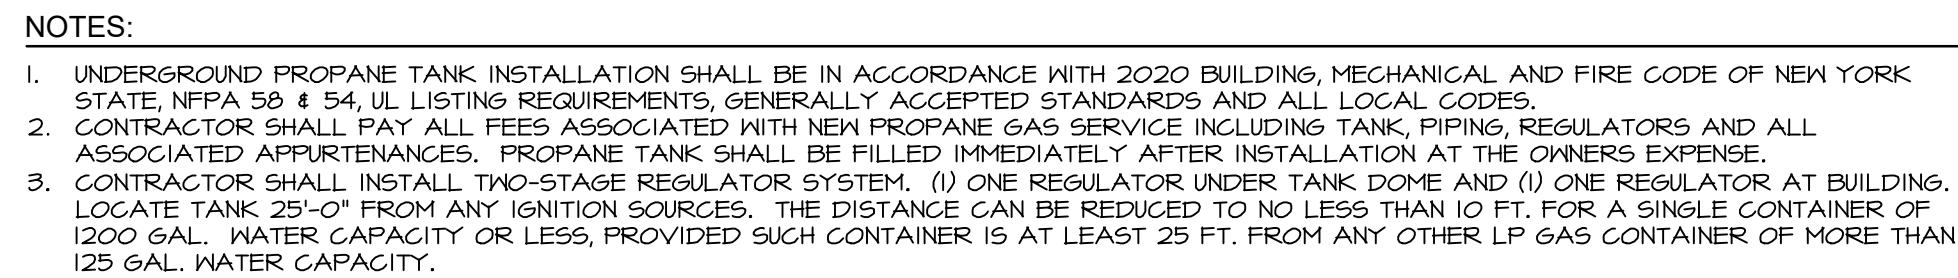 NOTES:
1. UNDERGROUND PROPANE TANK INSTALLATION SHALL BE IN ACCORDANCE WITH 2020 BUILDING, MECHANICAL AND FIRE CODE OF NEW YORK
STATE, NFPA 58 & 54, UL LISTING REQUIREMENTS, GENERALLY ACCEPTED STANDARDS AND ALL LOCAL CODES.
2. CONTRACTOR SHALL PAY ALL FEES ASSOCIATED WITH NEW PROPANE GAS SERVICE INCLUDING TANK, PIPING, REGULATORS AND ALL
ASSOCIATED APPURTENANCES. PROPANE TANK SHALL BE FILLED IMMEDIATELY AFTER INSTALLATION AT THE OWNERS EXPENSE.
3. CONTRACTOR SHALL INSTALL TWO-STAGE REGULATOR SYSTEM. (1) ONE REGULATOR UNDER TANK DOME AND (1) ONE REGULATOR AT BUILDING.
LOCATE TANK 25'-0" FROM ANY IGNITION SOURCES. THE DISTANCE CAN BE REDUCED TO NO LESS THAN 10 FT. FOR A SINGLE CONTAINER OF
1200 GAL. WATER CAPACITY OR LESS, PROVIDED SUCH CONTAINER IS AT LEAST 25 FT. FROM ANY OTHER LP GAS CONTAINER OF MORE THAN
125 GAL. WATER CAPACITY.